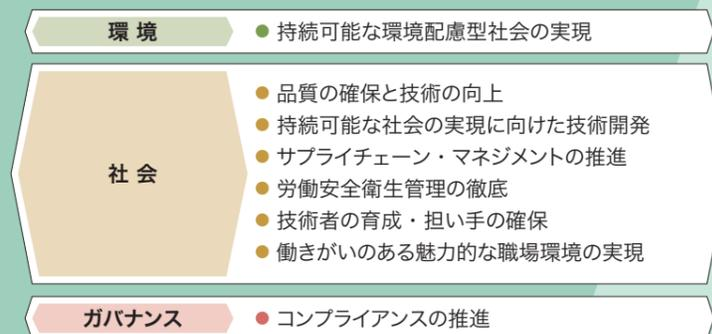 環境
持続可能な環境配慮型社会の実現
社会
品質の確保と技術の向上
持続可能な社会の実現に向けた技術開発
サプライチェーン・マネジメントの推進
労働安全衛生管理の徹底
技術者の育成・担い手の確保
働きがいのある魅力的な職場環境の実現
ガバナンス
コンプライアンスの推進